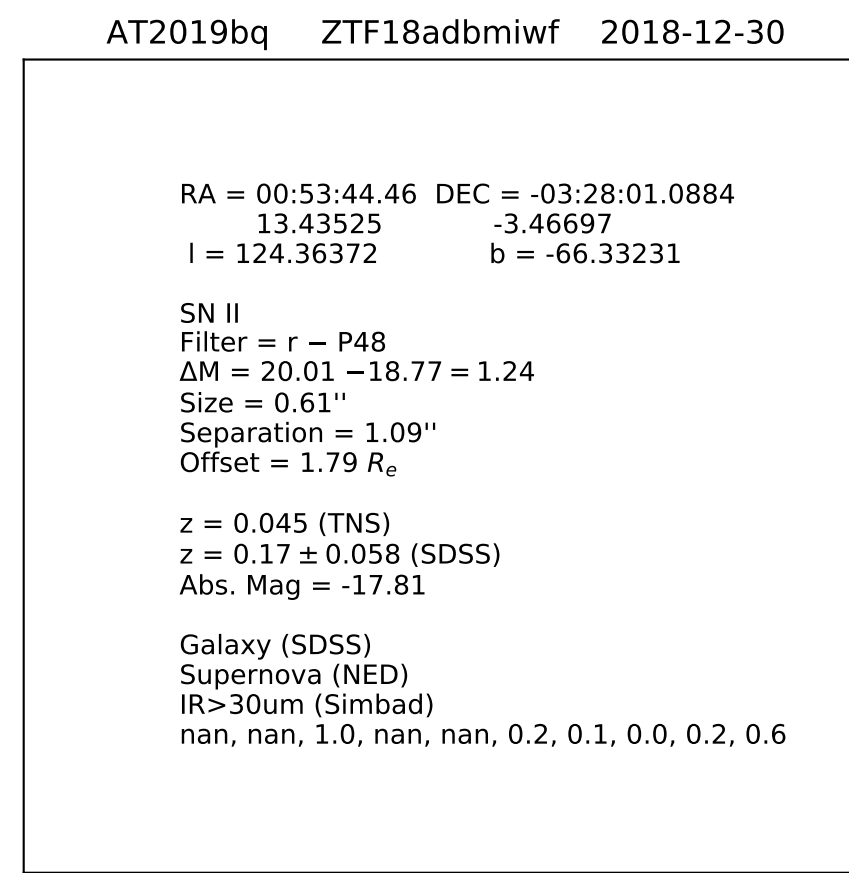 AT2019bq ZTF18adbmiwf 2018-12-30
RA = 00:53:44.46 DEC = -03:28:01.0884
13.43525 -3.46697
l = 124.36372 b = -66.33231
SN II
Filter = r − P48
ΔM = 20.01 −18.77 = 1.24
Size = 0.61''
Separation = 1.09''
Offset = 1.79 Rₑ
z = 0.045 (TNS)
z = 0.17 ± 0.058 (SDSS)
Abs. Mag = -17.81
Galaxy (SDSS)
Supernova (NED)
IR>30um (Simbad)
nan, nan, 1.0, nan, nan, 0.2, 0.1, 0.0, 0.2, 0.6